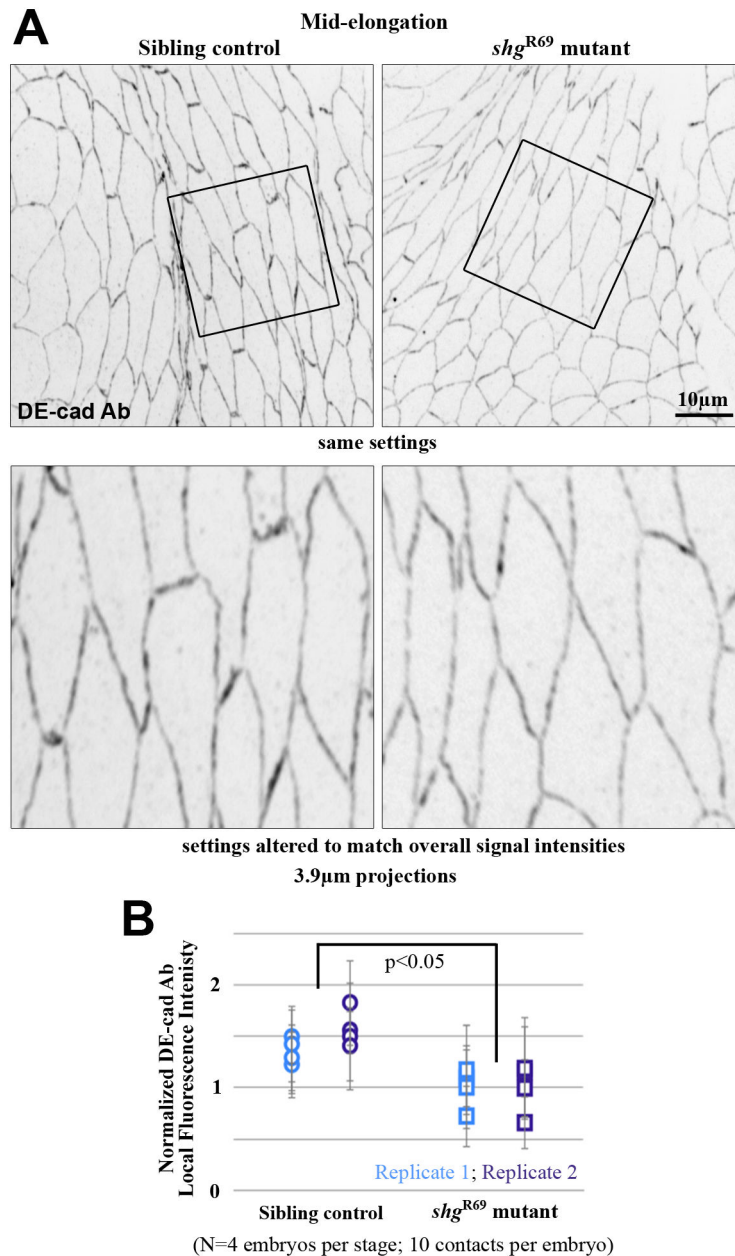 A
Mid-elongation
Sibling control
shgR69 mutant
DE-cad Ab
10µm
same settings
settings altered to match overall signal intensities
3.9µm projections
B
Normalized DE-cad Ab
Local Fluorescence Intenisty
2
1
0
p<0.05
Replicate 1; Replicate 2
Sibling control
shgR69 mutant
(N=4 embryos per stage; 10 contacts per embryo)